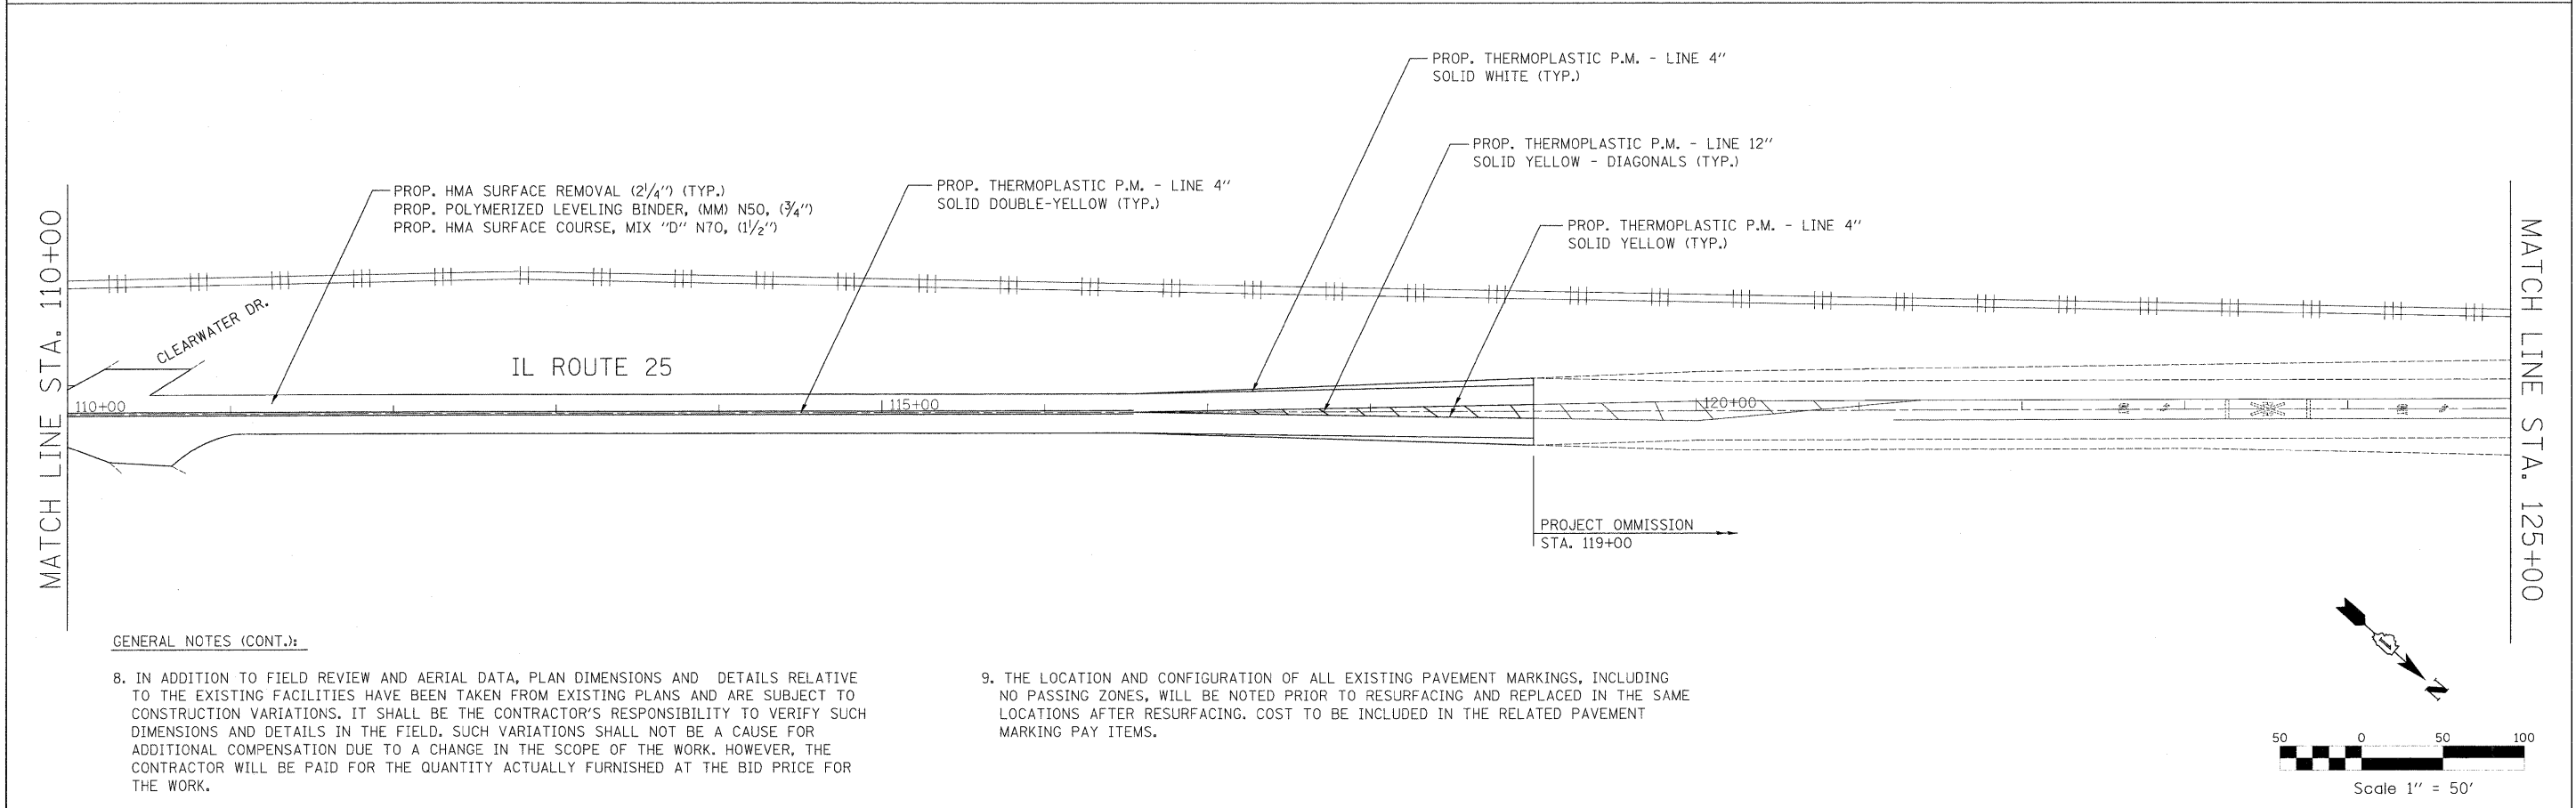 PROP. THERMOPLASTIC P.M. - LINE 4"
SOLID WHITE (TYP.)
PROP. THERMOPLASTIC P.M. - LINE 12"
SOLID YELLOW - DIAGONALS (TYP.)
PROP. HMA SURFACE REMOVAL (2 1/4") (TYP.)
PROP. POLYMERIZED LEVELING BINDER, (MM) N50, (3/4")
PROP. HMA SURFACE COURSE, MIX "D" N70, (1 1/2")
PROP. THERMOPLASTIC P.M. - LINE 4"
SOLID DOUBLE-YELLOW (TYP.)
PROP. THERMOPLASTIC P.M. - LINE 4"
SOLID YELLOW (TYP.)
MATCH LINE STA. 110+00
MATCH LINE STA. 125+00
CLEARWATER DR.
IL ROUTE 25
110+00
115+00
120+00
PROJECT OMMISSION
STA. 119+00
GENERAL NOTES (CONT.):
8. IN ADDITION TO FIELD REVIEW AND AERIAL DATA, PLAN DIMENSIONS AND DETAILS RELATIVE
TO THE EXISTING FACILITIES HAVE BEEN TAKEN FROM EXISTING PLANS AND ARE SUBJECT TO
CONSTRUCTION VARIATIONS. IT SHALL BE THE CONTRACTOR'S RESPONSIBILITY TO VERIFY SUCH
DIMENSIONS AND DETAILS IN THE FIELD. SUCH VARIATIONS SHALL NOT BE A CAUSE FOR
ADDITIONAL COMPENSATION DUE TO A CHANGE IN THE SCOPE OF THE WORK. HOWEVER, THE
CONTRACTOR WILL BE PAID FOR THE QUANTITY ACTUALLY FURNISHED AT THE BID PRICE FOR
THE WORK.
9. THE LOCATION AND CONFIGURATION OF ALL EXISTING PAVEMENT MARKINGS, INCLUDING
NO PASSING ZONES, WILL BE NOTED PRIOR TO RESURFACING AND REPLACED IN THE SAME
LOCATIONS AFTER RESURFACING. COST TO BE INCLUDED IN THE RELATED PAVEMENT
MARKING PAY ITEMS.
N
50 0 50 100
Scale 1" = 50'